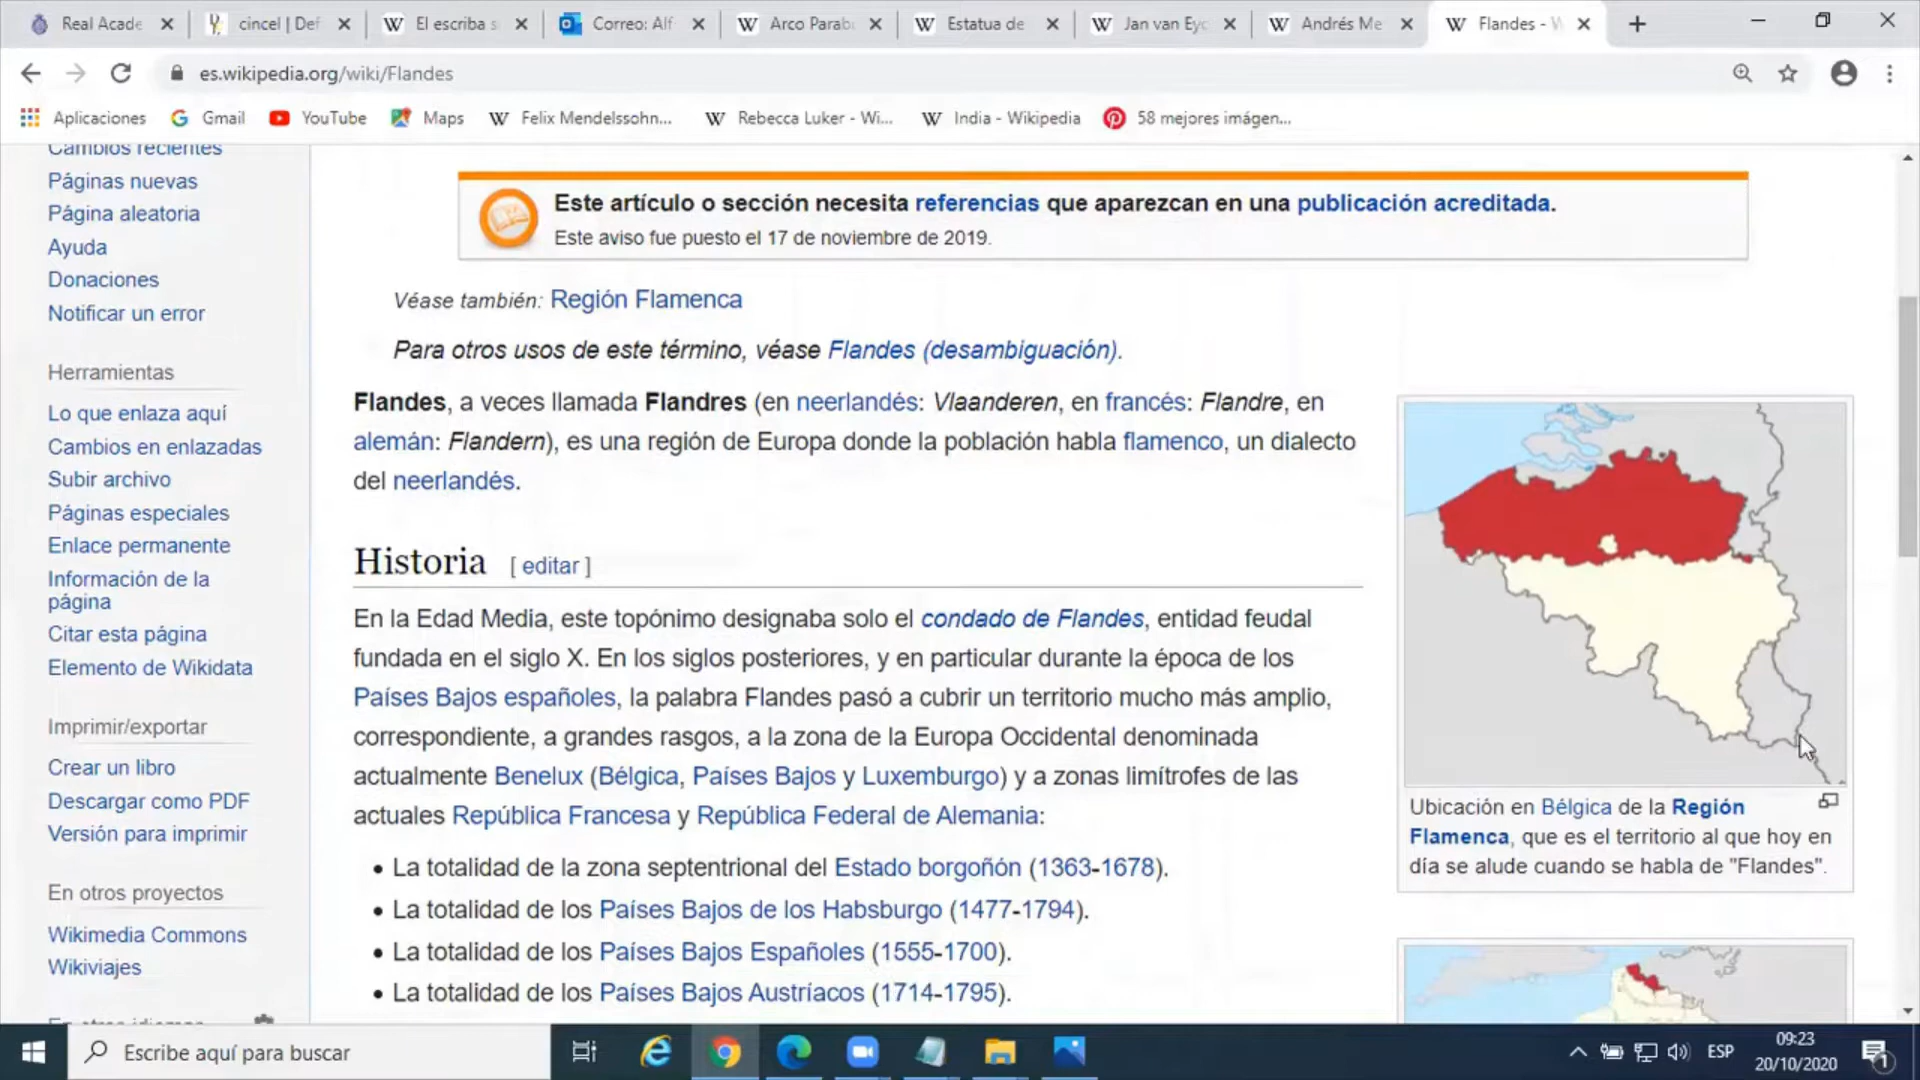 Real Acade
cincel | Def
El escriba s
Correo: Alf
Arco Parab
Estatua de
Jan van Eyc
Andrés Me
Flandes - W
es.wikipedia.org/wiki/Flandes
Aplicaciones
Gmail
YouTube
Maps
Felix Mendelssohn...
Rebecca Luker - Wi...
India - Wikipedia
58 mejores imágen...
Cambios recientes
Páginas nuevas
Página aleatoria
Ayuda
Donaciones
Notificar un error
Herramientas
Lo que enlaza aquí
Cambios en enlazadas
Subir archivo
Páginas especiales
Enlace permanente
Información de la
página
Citar esta página
Elemento de Wikidata
Imprimir/exportar
Crear un libro
Descargar como PDF
Versión para imprimir
En otros proyectos
Wikimedia Commons
Wikiviajes
En otros idiomas
Este artículo o sección necesita referencias que aparezcan en una publicación acreditada.
Este aviso fue puesto el 17 de noviembre de 2019.
Véase también: Región Flamenca
Para otros usos de este término, véase Flandes (desambiguación).
Flandes, a veces llamada Flandres (en neerlandés: Vlaanderen, en francés: Flandre, en
alemán: Flandern), es una región de Europa donde la población habla flamenco, un dialecto
del neerlandés.
Historia [ editar ]
En la Edad Media, este topónimo designaba solo el condado de Flandes, entidad feudal
fundada en el siglo X. En los siglos posteriores, y en particular durante la época de los
Países Bajos españoles, la palabra Flandes pasó a cubrir un territorio mucho más amplio,
correspondiente, a grandes rasgos, a la zona de la Europa Occidental denominada
actualmente Benelux (Bélgica, Países Bajos y Luxemburgo) y a zonas limítrofes de las
actuales República Francesa y República Federal de Alemania:
• La totalidad de la zona septentrional del Estado borgoñón (1363-1678).
• La totalidad de los Países Bajos de los Habsburgo (1477-1794).
• La totalidad de los Países Bajos Españoles (1555-1700).
• La totalidad de los Países Bajos Austríacos (1714-1795).
Ubicación en Bélgica de la Región
Flamenca, que es el territorio al que hoy en
día se alude cuando se habla de "Flandes".
Escribe aquí para buscar
ESP
09:23
20/10/2020
1